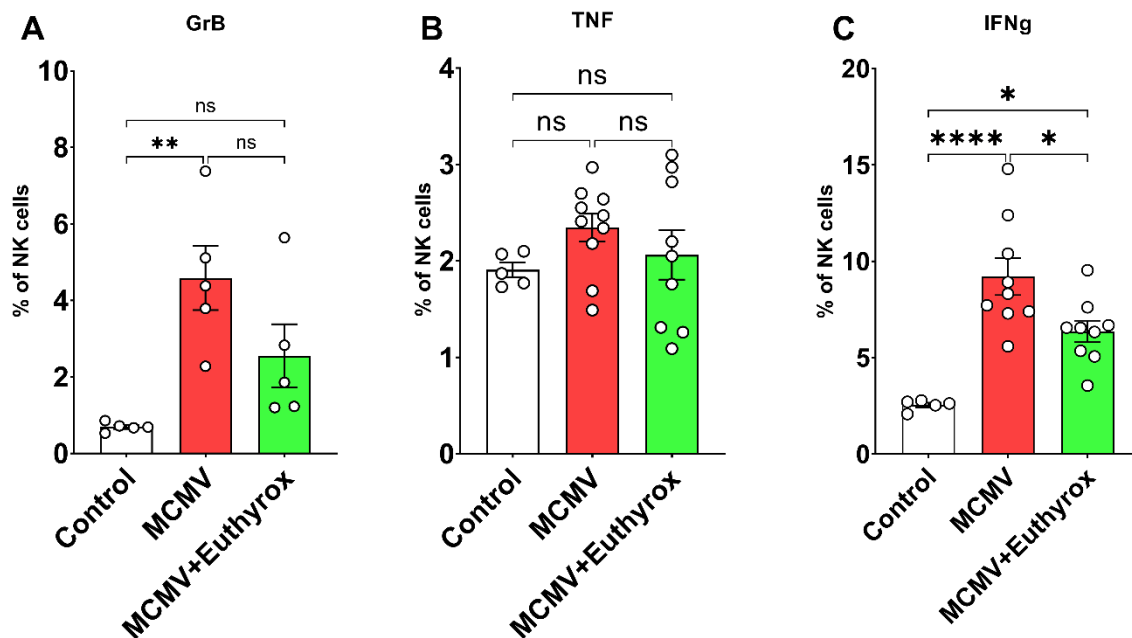 A
GrB
% of NK cells
10
8
6
4
2
0
ns
**
ns
Control
MCMV
MCMV+Euthyrox
B
TNF
% of NK cells
4
3
2
1
0
ns
ns
ns
Control
MCMV
MCMV+Euthyrox
C
IFNg
% of NK cells
20
15
10
5
0
*
****
*
Control
MCMV
MCMV+Euthyrox